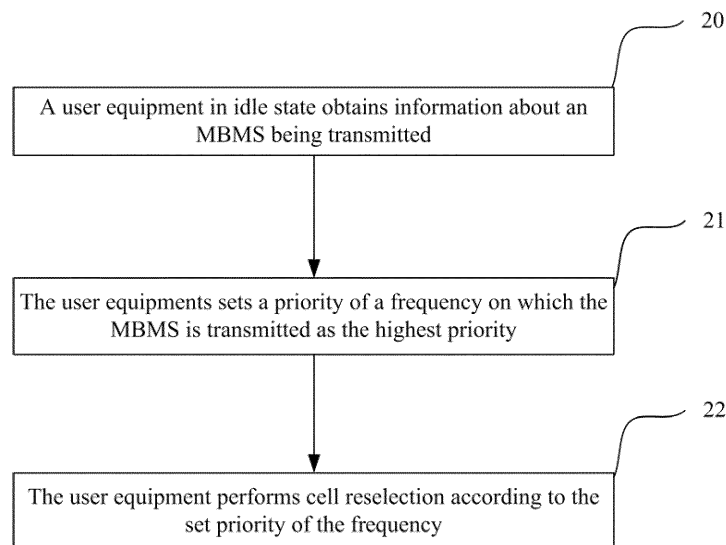 20
A user equipment in idle state obtains information about an
MBMS being transmitted
21
The user equipments sets a priority of a frequency on which the
MBMS is transmitted as the highest priority
22
The user equipment performs cell reselection according to the
set priority of the frequency